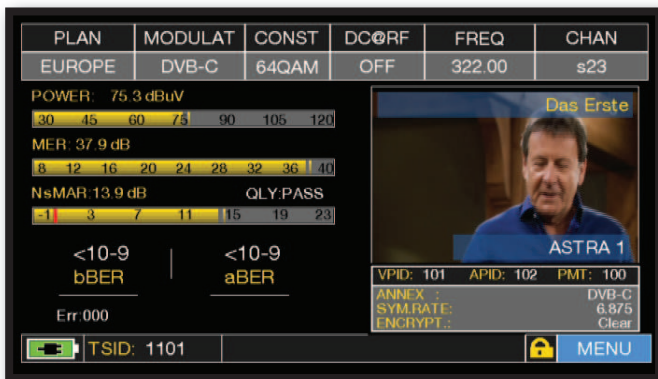 PLAN MODULAT CONST DC@RF FREQ CHAN
EUROPE DVB-C 64QAM OFF 322.00 s23
POWER: 75.3 dBuV
30 45 60 75 90 105 120
MER: 37.9 dB
8 12 16 20 24 28 32 36 40
NsMAR:13.9 dB QLY:PASS
-1 3 7 11 15 19 23
<10-9 <10-9
bBER aBER
Err:000
Das Erste
ASTRA 1
VPID: 101 APID: 102 PMT: 100
ANNEX : DVB-C
SYM.RATE: 6.875
ENCRYPT.: Clear
TSID: 1101 MENU